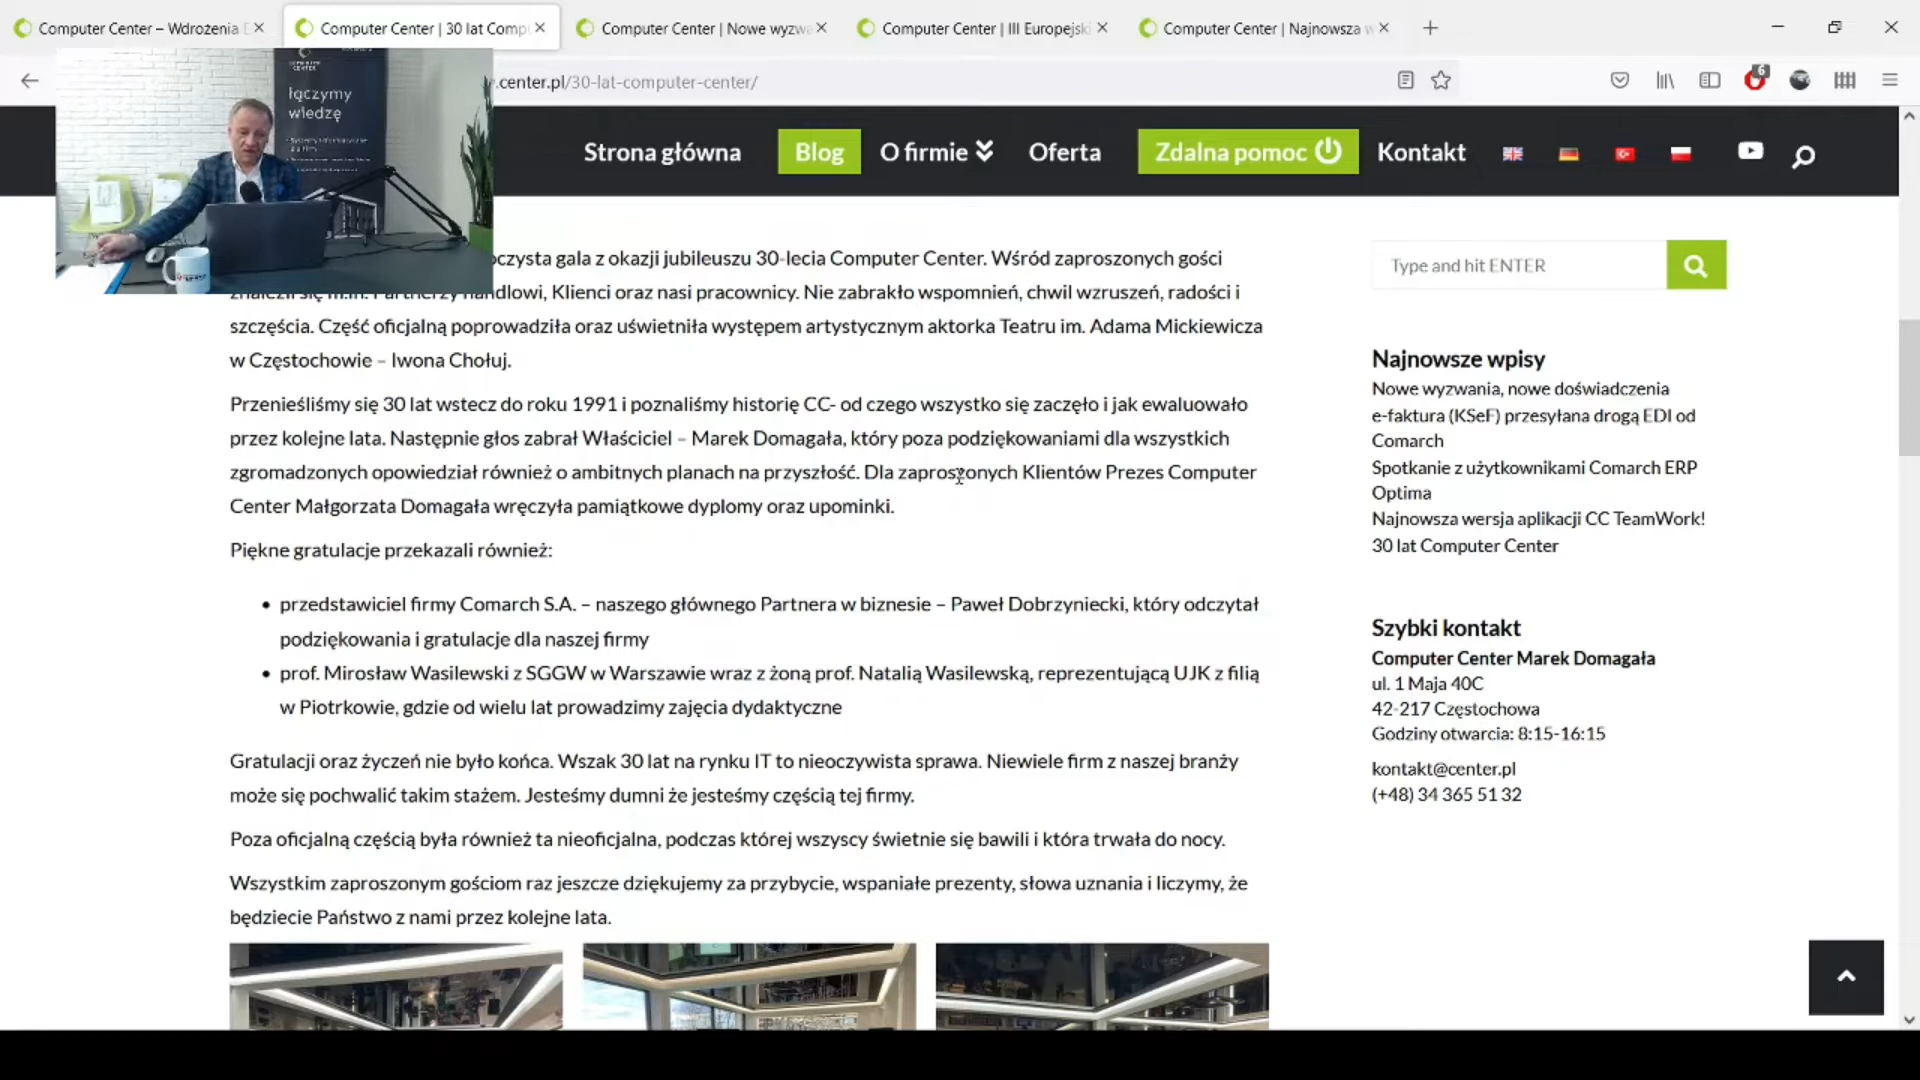 Computer Center – Wdrożenia
Computer Center | 30 lat Comp
Computer Center | Nowe wyzw
Computer Center | III Europejsk
Computer Center | Najnowsza w
.center.pl/30-lat-computer-center/
6
CENTER
łączymy
wiedzę
Strona główna
Blog
O firmie
Oferta
Zdalna pomoc
Kontakt
oczysta gala z okazji jubileuszu 30-lecia Computer Center. Wśród zaproszonych gości
znaleźli się m.in. Partnerzy handlowi, Klienci oraz nasi pracownicy. Nie zabrakło wspomnień, chwil wzruszeń, radości i
szczęścia. Część oficjalną poprowadziła oraz uświetniła występem artystycznym aktorka Teatru im. Adama Mickiewicza
w Częstochowie – Iwona Chołuj.
Przenieśliśmy się 30 lat wstecz do roku 1991 i poznaliśmy historię CC- od czego wszystko się zaczęło i jak ewaluowało
przez kolejne lata. Następnie głos zabrał Właściciel – Marek Domagała, który poza podziękowaniami dla wszystkich
zgromadzonych opowiedział również o ambitnych planach na przyszłość. Dla zaproszonych Klientów Prezes Computer
Center Małgorzata Domagała wręczyła pamiątkowe dyplomy oraz upominki.
Piękne gratulacje przekazali również:
• przedstawiciel firmy Comarch S.A. – naszego głównego Partnera w biznesie – Paweł Dobrzyniecki, który odczytał
podziękowania i gratulacje dla naszej firmy
• prof. Mirosław Wasilewski z SGGW w Warszawie wraz z żoną prof. Natalią Wasilewską, reprezentującą UJK z filią
w Piotrkowie, gdzie od wielu lat prowadzimy zajęcia dydaktyczne
Gratulacji oraz życzeń nie było końca. Wszak 30 lat na rynku IT to nieoczywista sprawa. Niewiele firm z naszej branży
może się pochwalić takim stażem. Jesteśmy dumni że jesteśmy częścią tej firmy.
Poza oficjalną częścią była również ta nieoficjalna, podczas której wszyscy świetnie się bawili i która trwała do nocy.
Wszystkim zaproszonym gościom raz jeszcze dziękujemy za przybycie, wspaniałe prezenty, słowa uznania i liczymy, że
będziecie Państwo z nami przez kolejne lata.
Type and hit ENTER
Najnowsze wpisy
Nowe wyzwania, nowe doświadczenia
e-faktura (KSeF) przesyłana drogą EDI od
Comarch
Spotkanie z użytkownikami Comarch ERP
Optima
Najnowsza wersja aplikacji CC TeamWork!
30 lat Computer Center
Szybki kontakt
Computer Center Marek Domagała
ul. 1 Maja 40C
42-217 Częstochowa
Godziny otwarcia: 8:15-16:15
kontakt@center.pl
(+48) 34 365 51 32